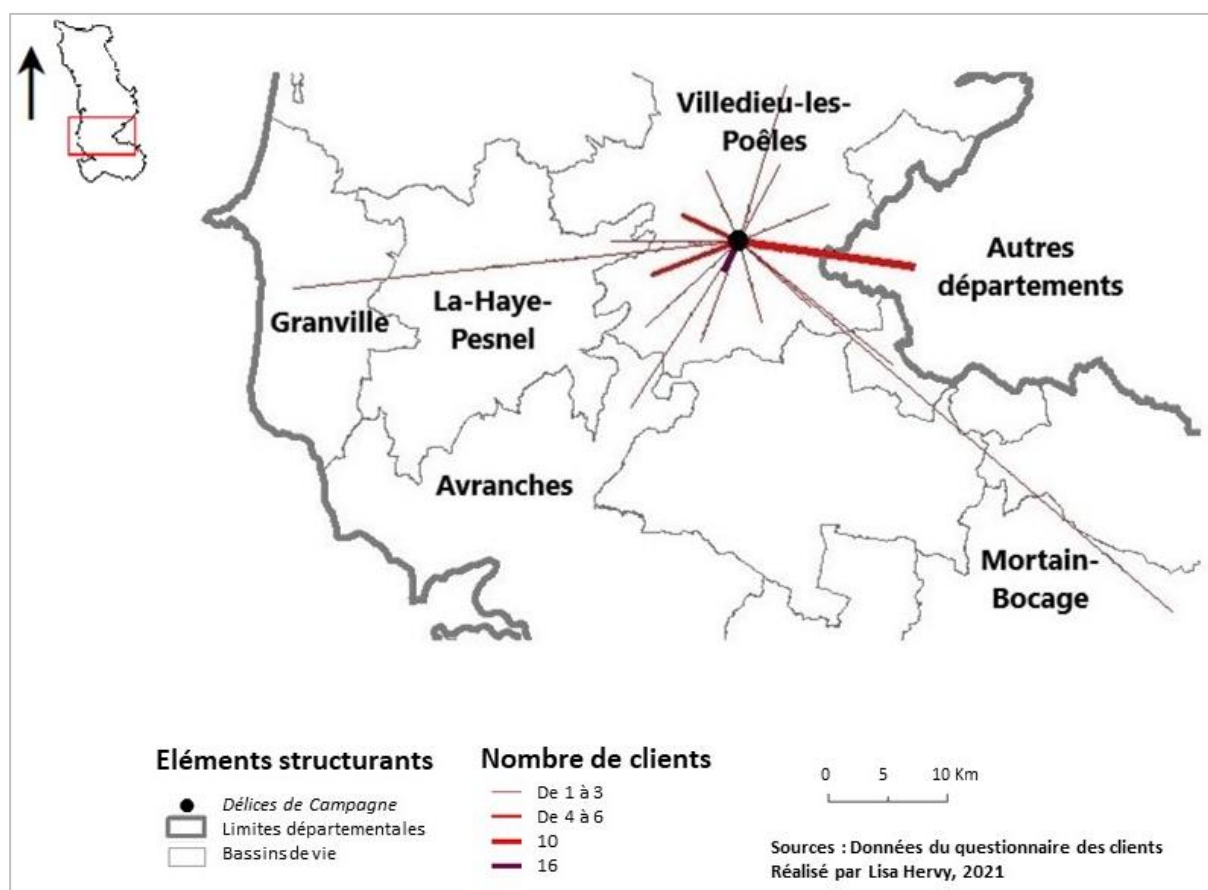 Villedieu-les-
Poêles
Autres
départements
La-Haye-
Pesnel
Granville
Avranches
Mortain-
Bocage
Eléments structurants
Délices de Campagne
Limites départementales
Bassins de vie
Nombre de clients
De 1 à 3
De 4 à 6
10
16
0 5 10 Km
Sources : Données du questionnaire des clients
Réalisé par Lisa Hervy, 2021